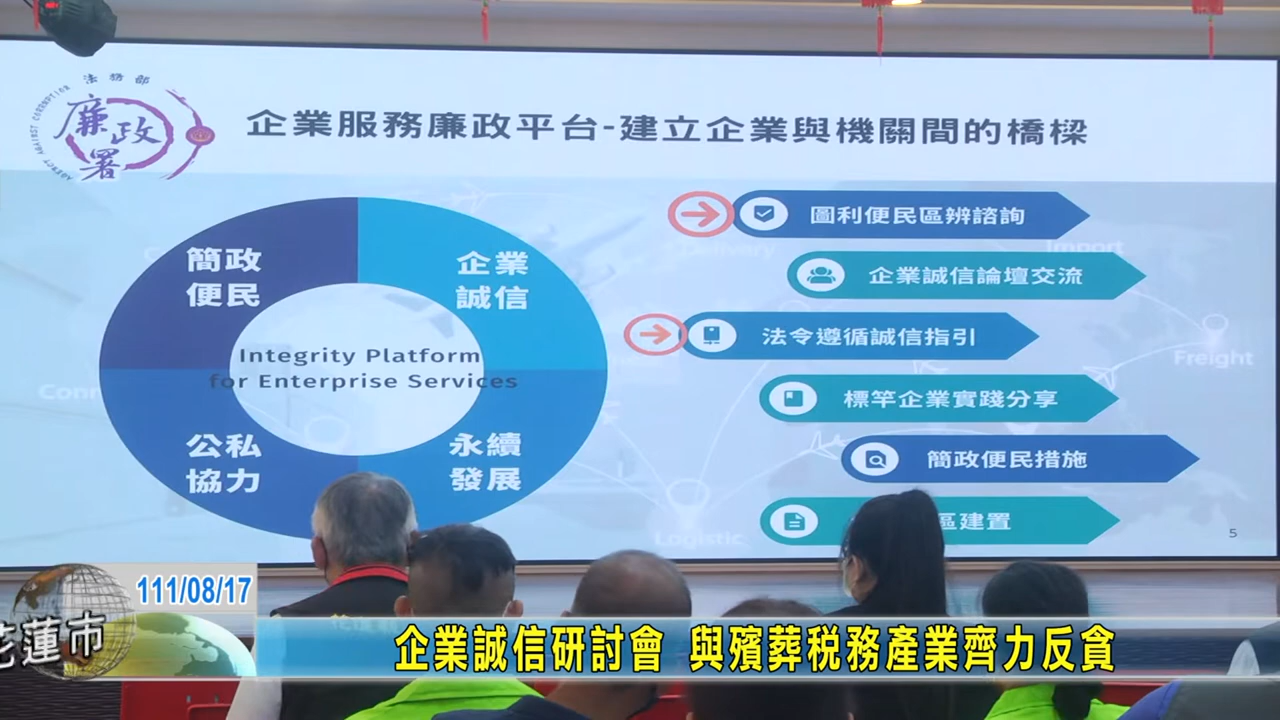 法務部
AGENCY AGAINST CORRUPTION
廉政署
企業服務廉政平台-建立企業與機關間的橋樑
簡政
便民
企業
誠信
Integrity Platform
for Enterprise Services
公私
協力
永續
發展
圖利便民區辨諮詢
企業誠信論壇交流
法令遵循誠信指引
標竿企業實踐分享
簡政便民措施
區建置
Import
Freight
Logistic
5
111/08/17
花蓮市
企業誠信研討會 與殯葬稅務產業齊力反貪